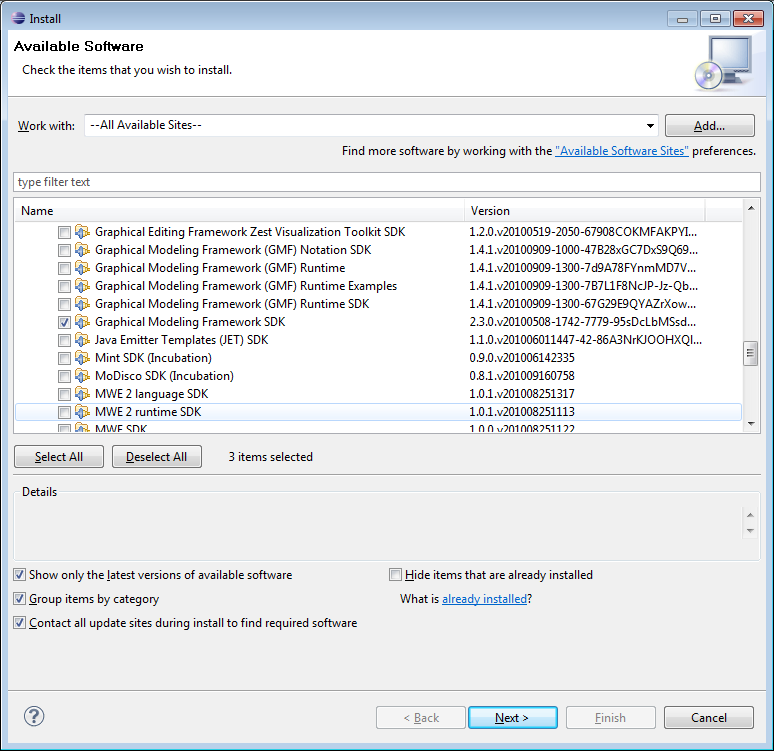 Install
Available Software
Check the items that you wish to install.
Work with: --All Available Sites-- Add...
Find more software by working with the "Available Software Sites" preferences.
type filter text
Name Version
Graphical Editing Framework Zest Visualization Toolkit SDK 1.2.0.v20100519-2050-67908COKMFAKPYI...
Graphical Modeling Framework (GMF) Notation SDK 1.4.1.v20100909-1000-47B28xGC7DxS9Q69...
Graphical Modeling Framework (GMF) Runtime 1.4.1.v20100909-1300-7d9A78FYnmMD7V...
Graphical Modeling Framework (GMF) Runtime Examples 1.4.1.v20100909-1300-7B7L1F8NcJP-Jz-Qb...
Graphical Modeling Framework (GMF) Runtime SDK 1.4.1.v20100909-1300-67G29E9QYAZrXow...
Graphical Modeling Framework SDK 2.3.0.v20100508-1742-7779-95sDcLbMSsd...
Java Emitter Templates (JET) SDK 1.1.0.v201006011447-42-86A3NrKJOOHXQI...
Mint SDK (Incubation) 0.9.0.v201006142335
MoDisco SDK (Incubation) 0.8.1.v201009160758
MWE 2 language SDK 1.0.1.v201008251317
MWE 2 runtime SDK 1.0.1.v201008251113
MWE SDK 1.0.0.v201008251122
Select All Deselect All 3 items selected
Details
Show only the latest versions of available software Hide items that are already installed
Group items by category What is already installed?
Contact all update sites during install to find required software
? < Back Next > Finish Cancel